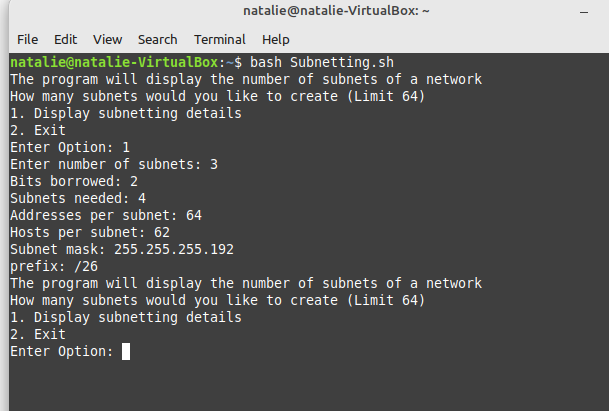 natalie@natalie-VirtualBox: ~
File Edit View Search Terminal Help
natalie@natalie-VirtualBox:~$ bash Subnetting.sh
The program will display the number of subnets of a network
How many subnets would you like to create (Limit 64)
1. Display subnetting details
2. Exit
Enter Option: 1
Enter number of subnets: 3
Bits borrowed: 2
Subnets needed: 4
Addresses per subnet: 64
Hosts per subnet: 62
Subnet mask: 255.255.255.192
prefix: /26
The program will display the number of subnets of a network
How many subnets would you like to create (Limit 64)
1. Display subnetting details
2. Exit
Enter Option: